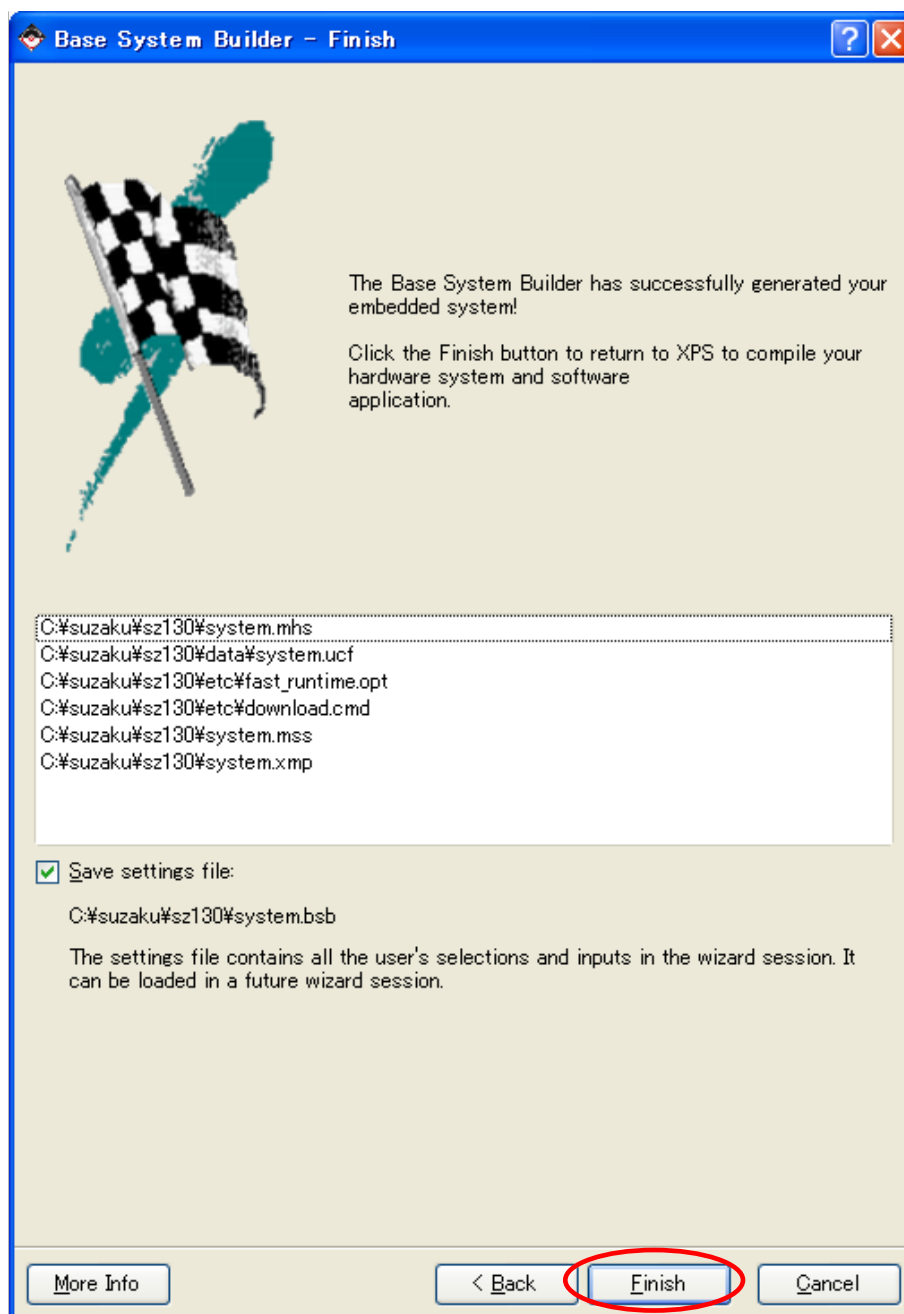 Base System Builder - Finish
?
The Base System Builder has successfully generated your
embedded system!
Click the Finish button to return to XPS to compile your
hardware system and software
application.
C:¥suzaku¥sz130¥system.mhs
C:¥suzaku¥sz130¥data¥system.ucf
C:¥suzaku¥sz130¥etc¥fast_runtime.opt
C:¥suzaku¥sz130¥etc¥download.cmd
C:¥suzaku¥sz130¥system.mss
C:¥suzaku¥sz130¥system.xmp
Save settings file:
C:¥suzaku¥sz130¥system.bsb
The settings file contains all the user's selections and inputs in the wizard session. It
can be loaded in a future wizard session.
More Info
< Back
Finish
Cancel